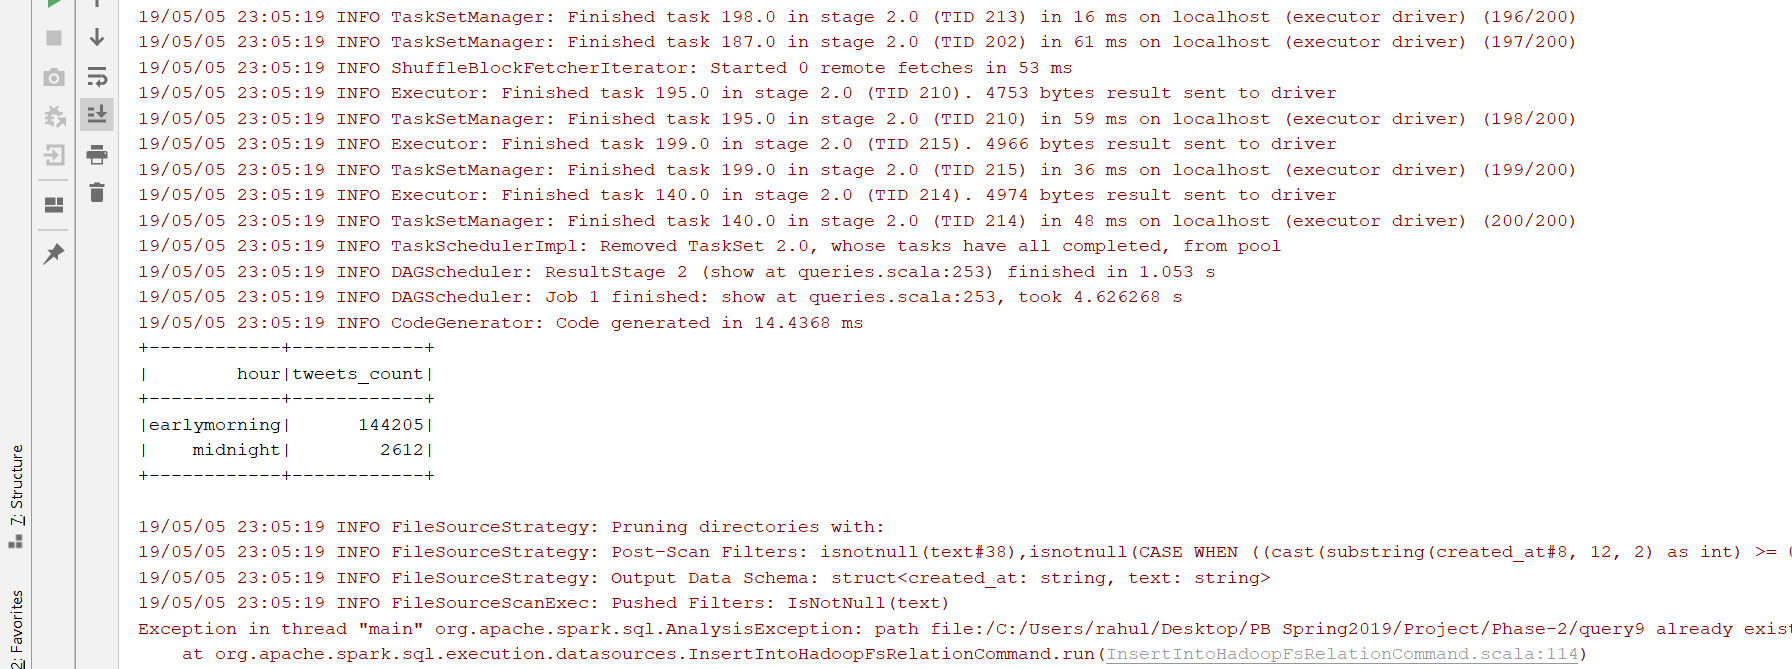 19/05/05 23:05:19 INFO TaskSetManager: Finished task 198.0 in stage 2.0 (TID 213) in 16 ms on localhost (executor driver) (196/200)
19/05/05 23:05:19 INFO TaskSetManager: Finished task 187.0 in stage 2.0 (TID 202) in 61 ms on localhost (executor driver) (197/200)
19/05/05 23:05:19 INFO ShuffleBlockFetcherIterator: Started 0 remote fetches in 53 ms
19/05/05 23:05:19 INFO Executor: Finished task 195.0 in stage 2.0 (TID 210). 4753 bytes result sent to driver
19/05/05 23:05:19 INFO TaskSetManager: Finished task 195.0 in stage 2.0 (TID 210) in 59 ms on localhost (executor driver) (198/200)
19/05/05 23:05:19 INFO Executor: Finished task 199.0 in stage 2.0 (TID 215). 4966 bytes result sent to driver
19/05/05 23:05:19 INFO TaskSetManager: Finished task 199.0 in stage 2.0 (TID 215) in 36 ms on localhost (executor driver) (199/200)
19/05/05 23:05:19 INFO Executor: Finished task 140.0 in stage 2.0 (TID 214). 4974 bytes result sent to driver
19/05/05 23:05:19 INFO TaskSetManager: Finished task 140.0 in stage 2.0 (TID 214) in 48 ms on localhost (executor driver) (200/200)
19/05/05 23:05:19 INFO TaskSchedulerImpl: Removed TaskSet 2.0, whose tasks have all completed, from pool
19/05/05 23:05:19 INFO DAGScheduler: ResultStage 2 (show at queries.scala:253) finished in 1.053 s
19/05/05 23:05:19 INFO DAGScheduler: Job 1 finished: show at queries.scala:253, took 4.626268 s
19/05/05 23:05:19 INFO CodeGenerator: Code generated in 14.4368 ms
+------------+------------+
|        hour|tweets_count|
+------------+------------+
|earlymorning|      144205|
|    midnight|        2612|
+------------+------------+
19/05/05 23:05:19 INFO FileSourceStrategy: Pruning directories with:
19/05/05 23:05:19 INFO FileSourceStrategy: Post-Scan Filters: isnotnull(text#38),isnotnull(CASE WHEN ((cast(substring(created_at#8, 12, 2) as int) >=
19/05/05 23:05:19 INFO FileSourceStrategy: Output Data Schema: struct<created_at: string, text: string>
19/05/05 23:05:19 INFO FileSourceScanExec: Pushed Filters: IsNotNull(text)
Exception in thread "main" org.apache.spark.sql.AnalysisException: path file:/C:/Users/rahul/Desktop/PB Spring2019/Project/Phase-2/query9 already exist
at org.apache.spark.sql.execution.datasources.InsertIntoHadoopFsRelationCommand.run(InsertIntoHadoopFsRelationCommand.scala:114)
7: Structure
2: Favorites